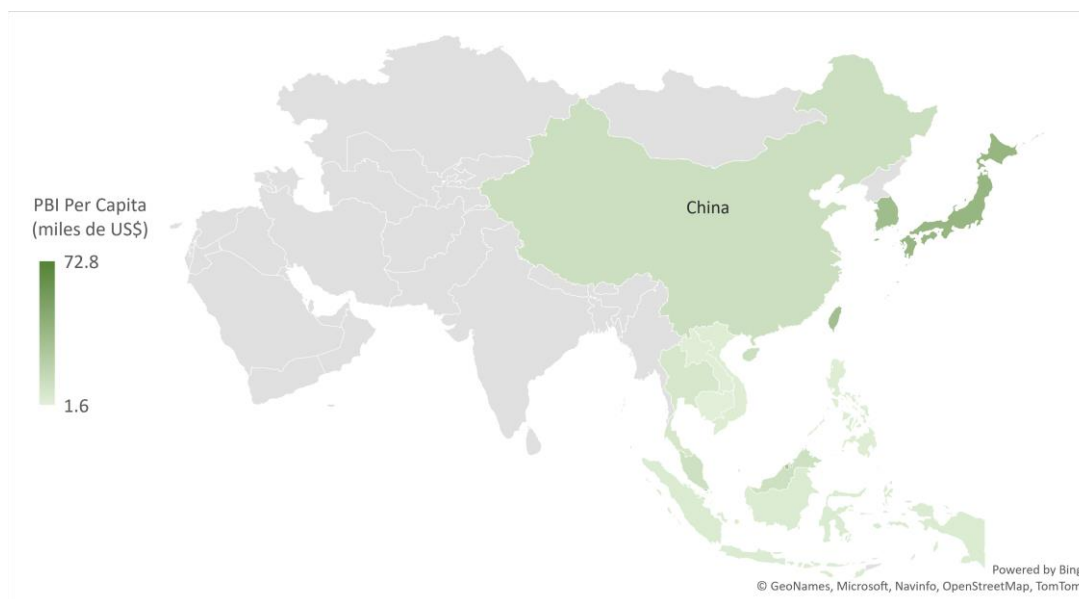 China
PBI Per Capita
(miles de US$)
72.8
1.6
Powered by Bing
© GeoNames, Microsoft, Navinfo, OpenStreetMap, TomTom